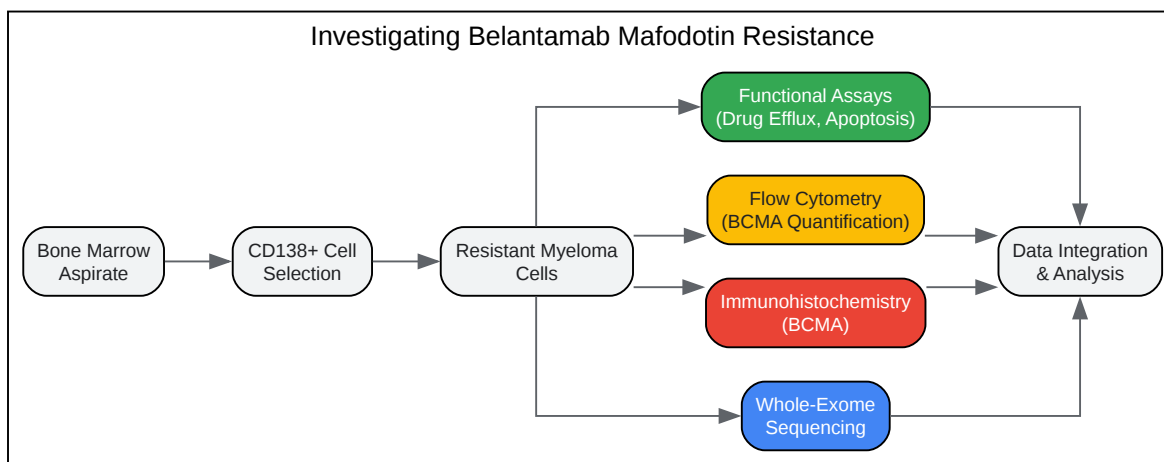 Investigating Belantamab Mafodotin Resistance
Bone Marrow
Aspirate
CD138+ Cell
Selection
Resistant Myeloma
Cells
Functional Assays
(Drug Efflux, Apoptosis)
Flow Cytometry
(BCMA Quantification)
Immunohistochemistry
(BCMA)
Whole-Exome
Sequencing
Data Integration
& Analysis